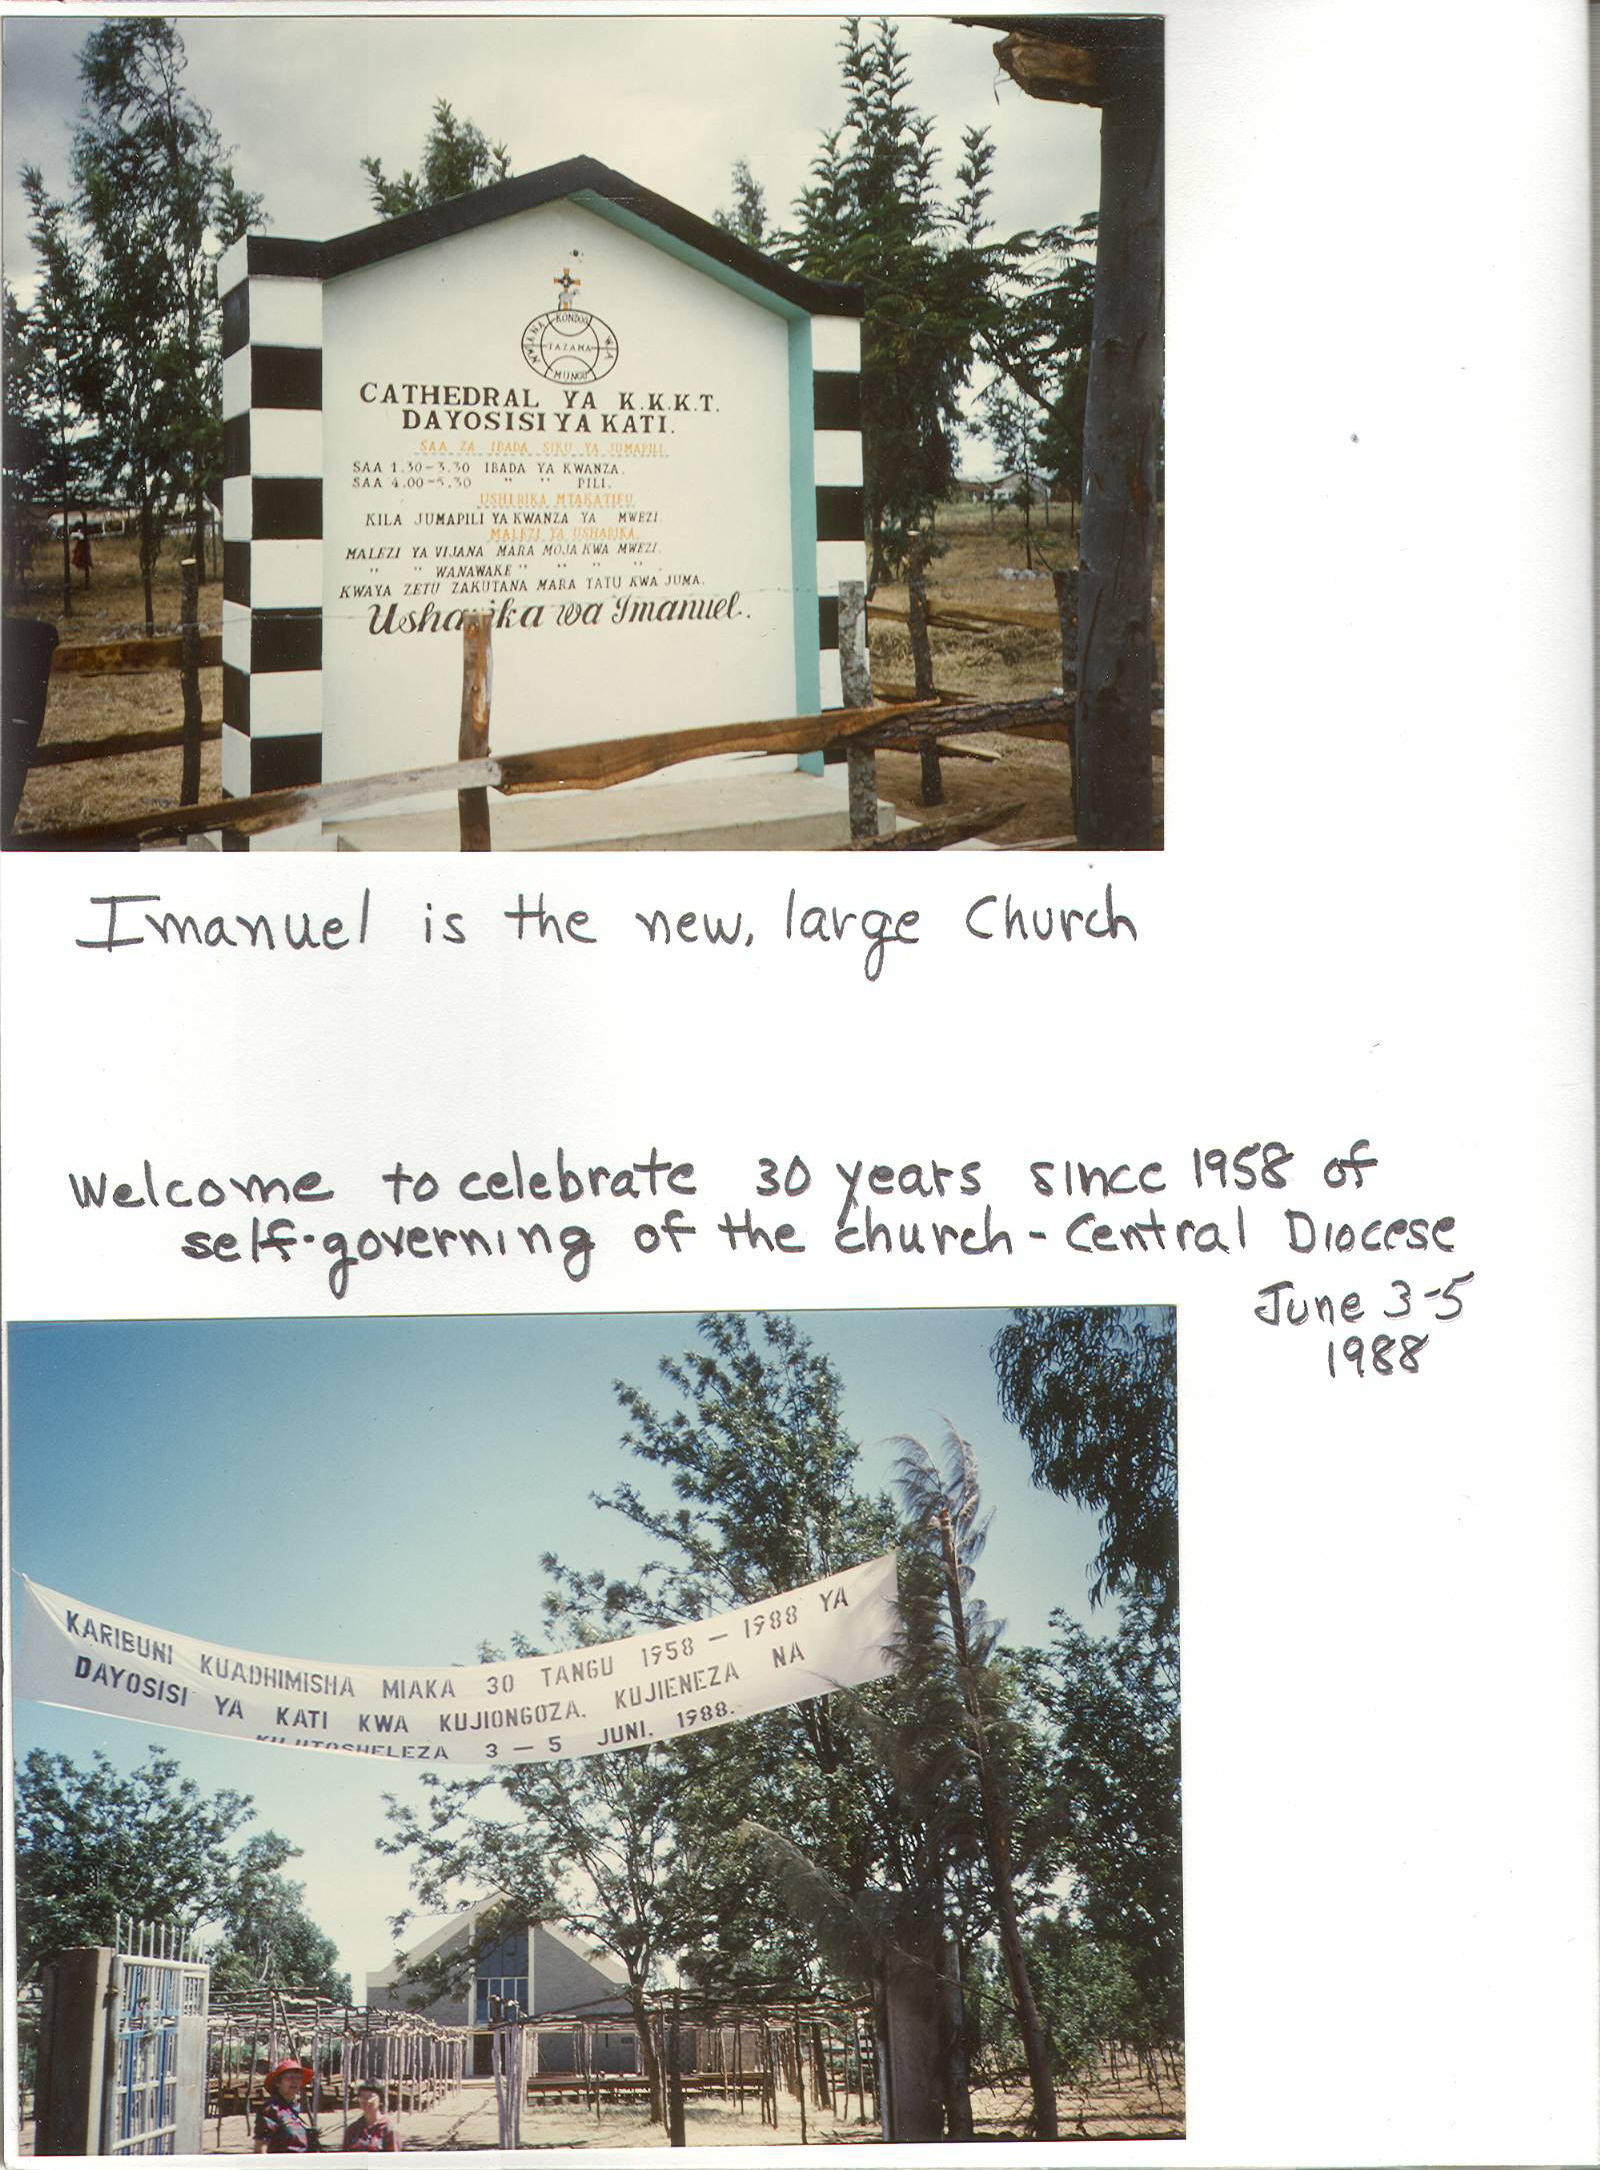 MWANA KONDOO WA
TAZAMA
MUNGU
CATHEDRAL YA K.K.K.T.
DAYOSISI YA KATI.
SAA ZA IBADA SIKU YA JUMAPILI.
SAA 1.30-3.30 IBADA YA KWANZA.
SAA 4.00-5.30 " " PILI.
USHIRIKA MTAKATIFU
KILA JUMAPILI YA KWANZA YA MWEZI.
MALEZI YA USHARIKA.
MALEZI YA VIJANA MARA MOJA KWA MWEZI.
" " WANAWAKE " " " " .
KWAYA ZETU ZAKUTANA MARA TATU KWA JUMA.
Usharika wa Imanuel.
Imanuel is the new, large Church
Welcome to celebrate 30 years since 1958 of
self-governing of the church - Central Diocese
June 3-5
1988
KARIBUNI KUADHIMISHA MIAKA 30 TANGU 1958 — 1988 YA
DAYOSISI YA KATI KWA KUJIONGOZA, KUJIENEZA NA
KUJITOSHELEZA 3 — 5 JUNI. 1988.